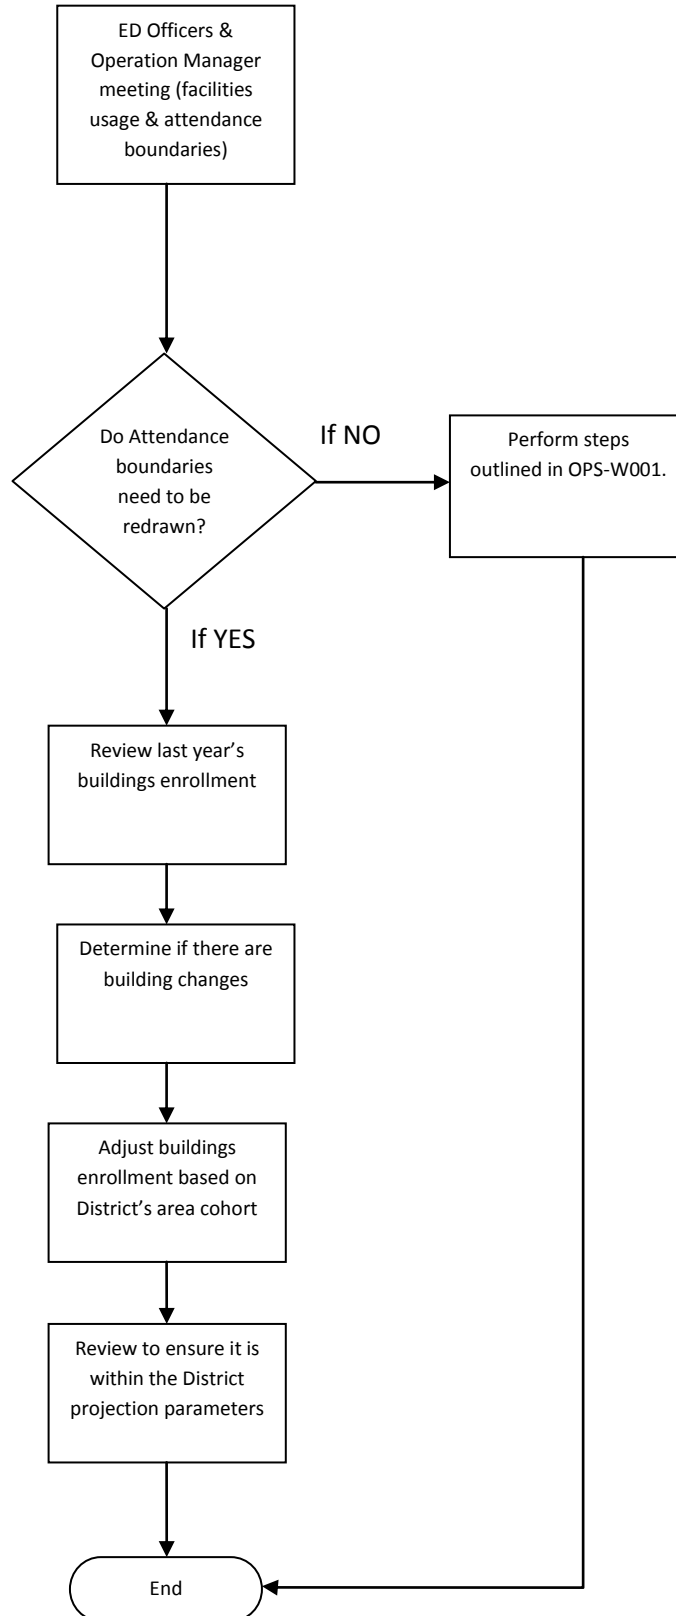 ED Officers &
Operation Manager
meeting (facilities
usage & attendance
boundaries)
Do Attendance
boundaries
need to be
redrawn?
If NO
Perform steps
outlined in OPS-W001.
If YES
Review last year’s
buildings enrollment
Determine if there are
building changes
Adjust buildings
enrollment based on
District’s area cohort
Review to ensure it is
within the District
projection parameters
End